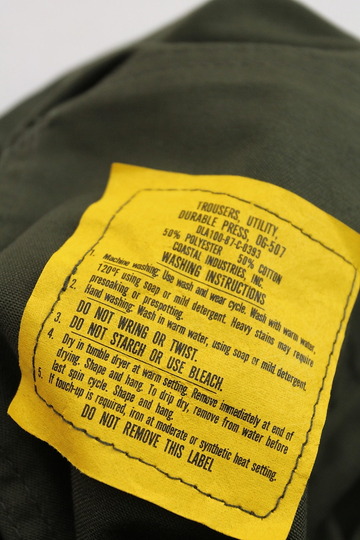 TROUSERS, UTILITY,
DURABLE PRESS, OG-507
DLA100-87-C-0393
50% POLYESTER 50% COTTON
COASTAL INDUSTRIES, INC.
WASHING INSTRUCTIONS
1. Machine washing: Use wash and wear cycle. Wash with warm water,
120°F using soap or mild detergent. Heavy stains may require
presoaking or prespotting.
2. Hand washing: Wash in warm water, using soap or mild detergent.
DO NOT WRING OR TWIST.
3. DO NOT STARCH OR USE BLEACH.
4. Dry in tumble dryer at warm setting. Remove immediately at end of
drying. Shape and hang. To drip dry, remove from water before
last spin cycle. Shape and hang.
5. If touch-up is required, iron at moderate or synthetic heat setting.
DO NOT REMOVE THIS LABEL